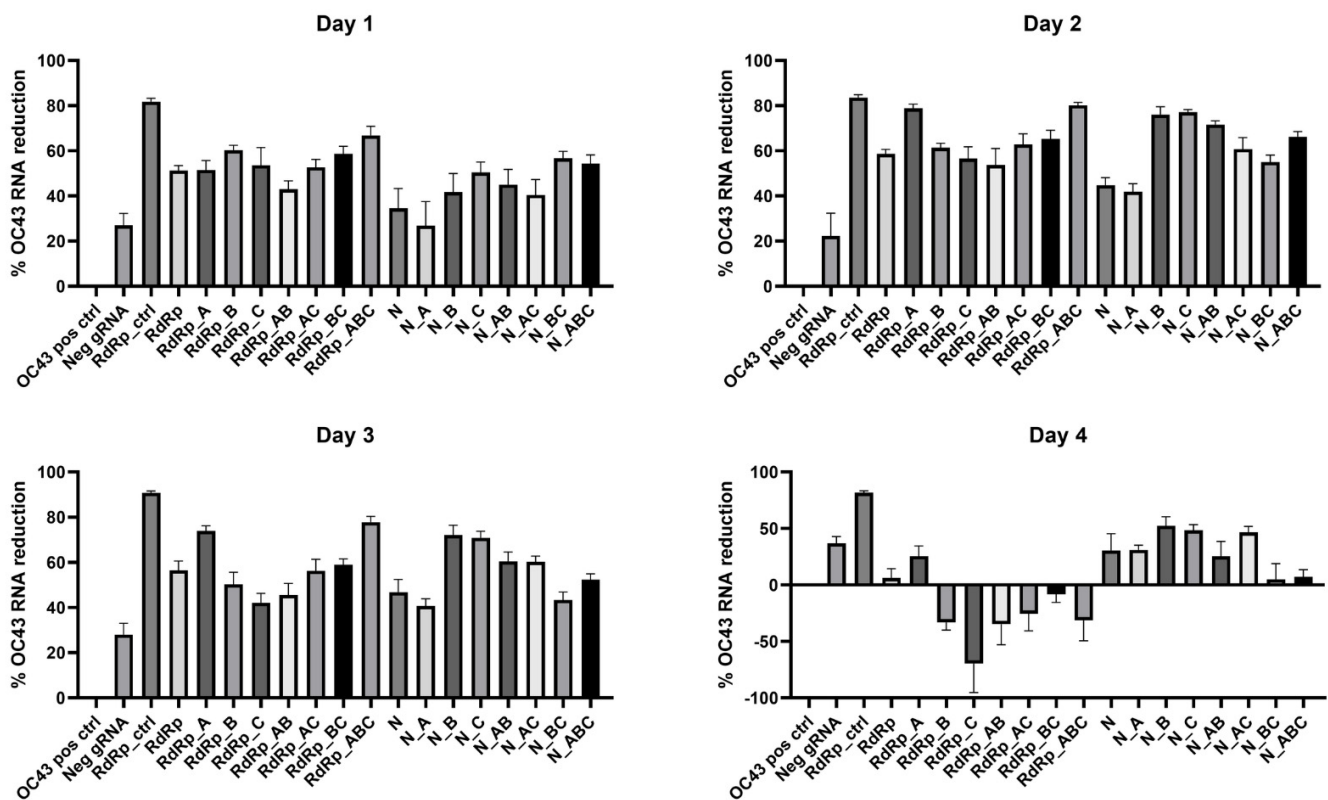 Day 1
% OC43 RNA reduction
100
80
60
40
20
0
OC43 pos ctrl
Neg gRNA
RdRp_ctrl
RdRp
RdRp_A
RdRp_B
RdRp_C
RdRp_AB
RdRp_AC
RdRp_BC
RdRp_ABC
N
N_A
N_B
N_C
N_AB
N_AC
N_BC
N_ABC
Day 2
% OC43 RNA reduction
100
80
60
40
20
0
OC43 pos ctrl
Neg gRNA
RdRp_ctrl
RdRp
RdRp_A
RdRp_B
RdRp_C
RdRp_AB
RdRp_AC
RdRp_BC
RdRp_ABC
N
N_A
N_B
N_C
N_AB
N_AC
N_BC
N_ABC
Day 3
% OC43 RNA reduction
100
80
60
40
20
0
OC43 pos ctrl
Neg gRNA
RdRp_ctrl
RdRp
RdRp_A
RdRp_B
RdRp_C
RdRp_AB
RdRp_AC
RdRp_BC
RdRp_ABC
N
N_A
N_B
N_C
N_AB
N_AC
N_BC
N_ABC
Day 4
% OC43 RNA reduction
100
50
0
-50
-100
OC43 pos ctrl
Neg gRNA
RdRp_ctrl
RdRp
RdRp_A
RdRp_B
RdRp_C
RdRp_AB
RdRp_AC
RdRp_BC
RdRp_ABC
N
N_A
N_B
N_C
N_AB
N_AC
N_BC
N_ABC